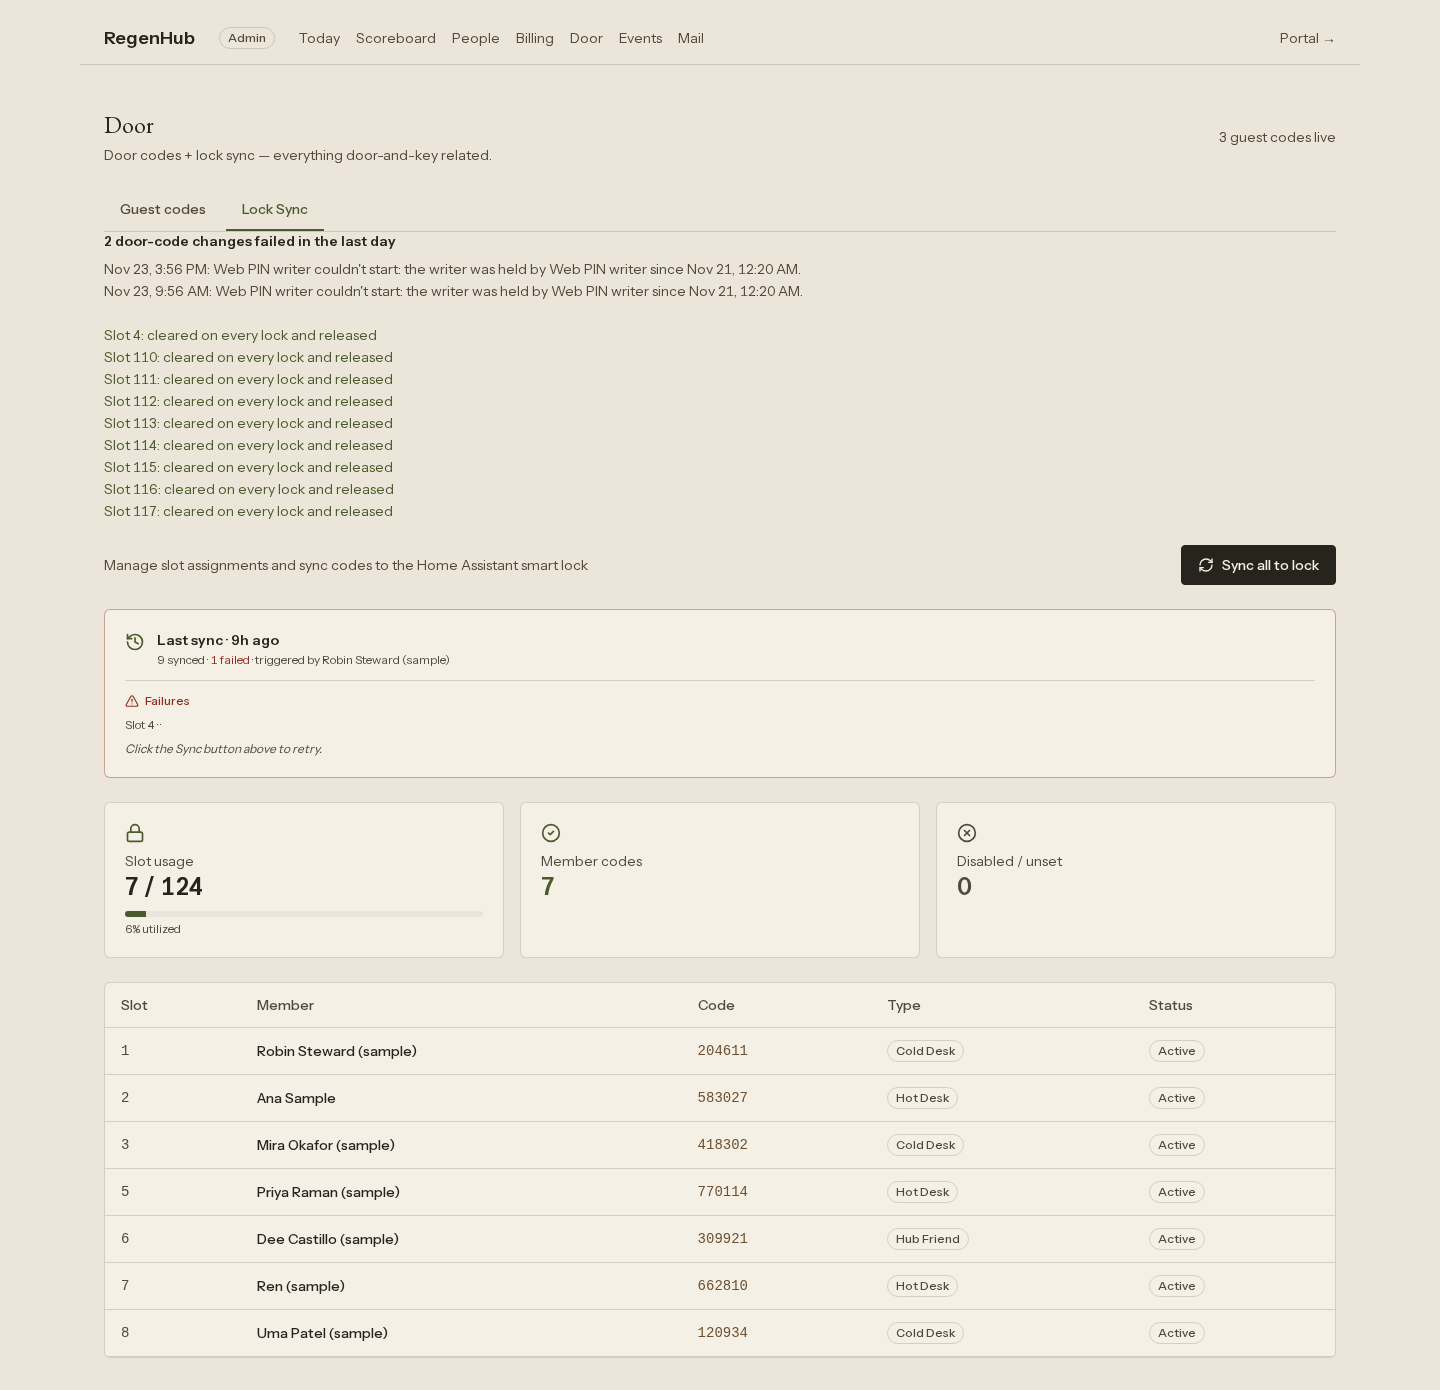 RegenHub Admin Today Scoreboard People Billing Door Events Mail Portal →
Door
Door codes + lock sync — everything door-and-key related.
3 guest codes live
Guest codes Lock Sync
2 door-code changes failed in the last day
Nov 23, 3:56 PM: Web PIN writer couldn't start: the writer was held by Web PIN writer since Nov 21, 12:20 AM.
Nov 23, 9:56 AM: Web PIN writer couldn't start: the writer was held by Web PIN writer since Nov 21, 12:20 AM.
Slot 4: cleared on every lock and released
Slot 110: cleared on every lock and released
Slot 111: cleared on every lock and released
Slot 112: cleared on every lock and released
Slot 113: cleared on every lock and released
Slot 114: cleared on every lock and released
Slot 115: cleared on every lock and released
Slot 116: cleared on every lock and released
Slot 117: cleared on every lock and released
Manage slot assignments and sync codes to the Home Assistant smart lock
Sync all to lock
Last sync · 9h ago
9 synced · 1 failed · triggered by Robin Steward (sample)
Failures
Slot 4 · ·
Click the Sync button above to retry.
Slot usage
7 / 124
6% utilized
Member codes
7
Disabled / unset
0
Slot Member Code Type Status
1 Robin Steward (sample) 204611 Cold Desk Active
2 Ana Sample 583027 Hot Desk Active
3 Mira Okafor (sample) 418302 Cold Desk Active
5 Priya Raman (sample) 770114 Hot Desk Active
6 Dee Castillo (sample) 309921 Hub Friend Active
7 Ren (sample) 662810 Hot Desk Active
8 Uma Patel (sample) 120934 Cold Desk Active